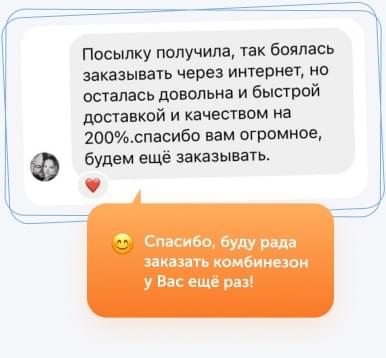 Посылку получила, так боялась
заказывать через интернет, но
осталась довольна и быстрой
доставкой и качеством на
200%.спасибо вам огромное,
будем ещё заказывать.
Спасибо, буду рада
заказать комбинезон
у Вас ещё раз!